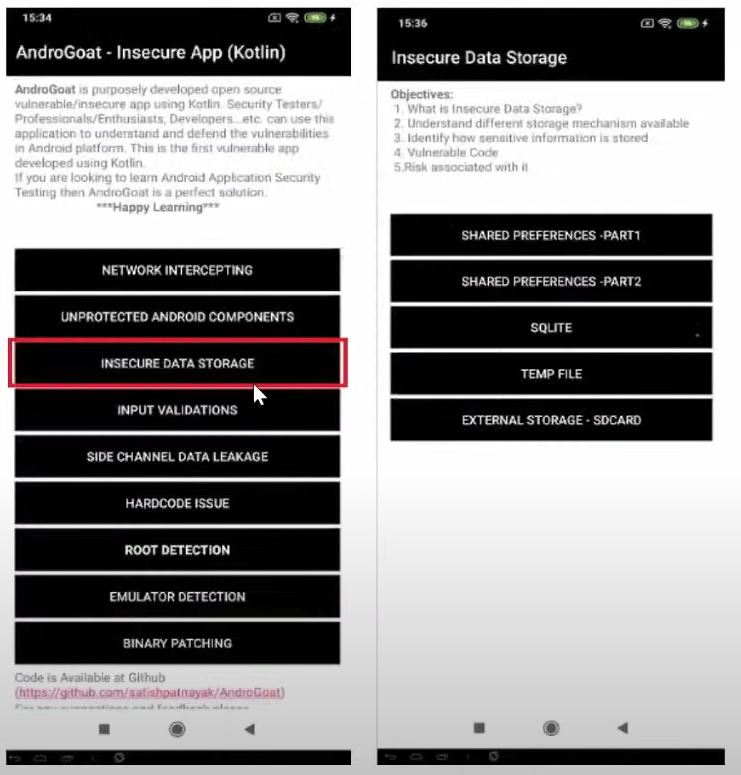 15:34
AndroGoat - Insecure App (Kotlin)
AndroGoat is purposely developed open source
vulnerable/insecure app using Kotlin. Security Testers/
Professionals/Enthusiasts, Developers...etc. can use this
application to understand and defend the vulnerabilities
in Android platform. This is the first vulnerable app
developed using Kotlin.
If you are looking to learn Android Application Security
Testing then AndroGoat is a perfect solution.
***Happy Learning***
NETWORK INTERCEPTING
UNPROTECTED ANDROID COMPONENTS
INSECURE DATA STORAGE
INPUT VALIDATIONS
SIDE CHANNEL DATA LEAKAGE
HARDCODE ISSUE
ROOT DETECTION
EMULATOR DETECTION
BINARY PATCHING
Code is Available at Github
(https://github.com/satishpatnayak/AndroGoat)
15:36
Insecure Data Storage
Objectives:
1. What is Insecure Data Storage?
2. Understand different storage mechanism available
3. Identify how sensitive information is stored
4. Vulnerable Code
5.Risk associated with it
SHARED PREFERENCES -PART1
SHARED PREFERENCES -PART2
SQLITE
TEMP FILE
EXTERNAL STORAGE - SDCARD